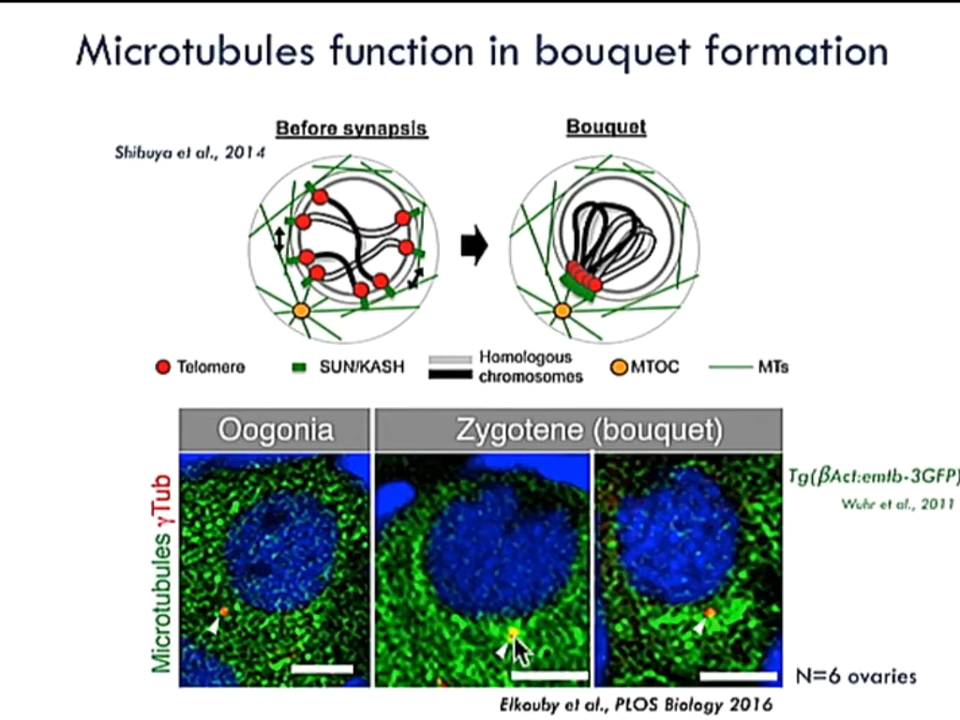 Microtubules function in bouquet formation
Before synapsis
Bouquet
Shibuya et al., 2014
Telomere
SUN/KASH
Homologous
chromosomes
MTOC
MTs
Oogonia
Zygotene (bouquet)
Microtubules γTub
Tg(βAct:emtb-3GFP)
Wuhr et al., 2011
N=6 ovaries
Elkouby et al., PLOS Biology 2016